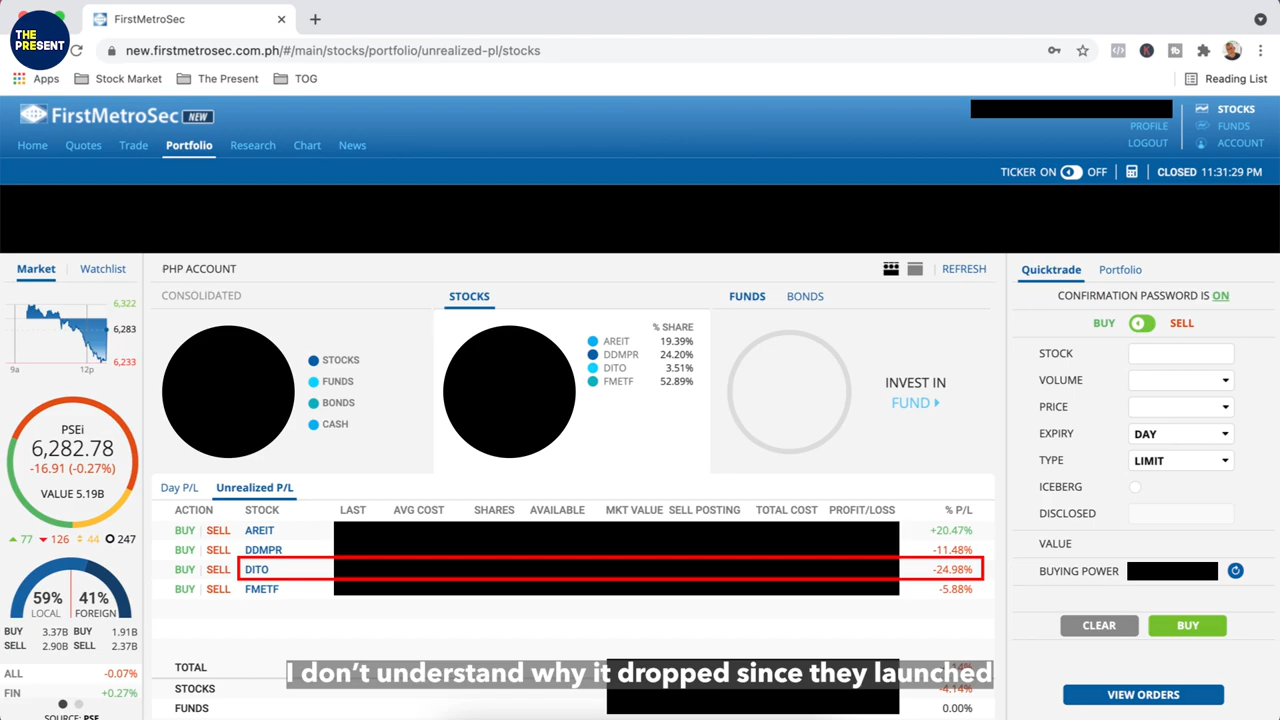 THE
PRESENT
FirstMetroSec
new.firstmetrosec.com.ph/#/main/stocks/portfolio/unrealized-pl/stocks
Apps Stock Market The Present TOG Reading List
FirstMetroSec NEW
STOCKS
PROFILE FUNDS
LOGOUT ACCOUNT
Home Quotes Trade Portfolio Research Chart News
TICKER ON OFF CLOSED 11:31:29 PM
Market Watchlist
6,322
6,283
6,233
9a 12p
PSEi
6,282.78
-16.91 (-0.27%)
VALUE 5.19B
77 126 44 247
59% 41%
LOCAL FOREIGN
BUY 3.37B BUY 1.91B
SELL 2.90B SELL 2.37B
ALL -0.07%
FIN +0.27%
SOURCE: PSE
PHP ACCOUNT REFRESH
CONSOLIDATED
STOCKS
FUNDS
BONDS
CASH
STOCKS
% SHARE
AREIT 19.39%
DDMPR 24.20%
DITO 3.51%
FMETF 52.89%
FUNDS BONDS
INVEST IN
FUND
Day P/L Unrealized P/L
ACTION STOCK LAST AVG COST SHARES AVAILABLE MKT VALUE SELL POSTING TOTAL COST PROFIT/LOSS % P/L
BUY | SELL AREIT +20.47%
BUY | SELL DDMPR -11.48%
BUY | SELL DITO -24.98%
BUY | SELL FMETF -5.88%
TOTAL
STOCKS -4.14%
FUNDS 0.00%
Quicktrade Portfolio
CONFIRMATION PASSWORD IS ON
BUY SELL
STOCK
VOLUME
PRICE
EXPIRY DAY
TYPE LIMIT
ICEBERG
DISCLOSED
VALUE
BUYING POWER
CLEAR BUY
VIEW ORDERS
I don't understand why it dropped since they launched